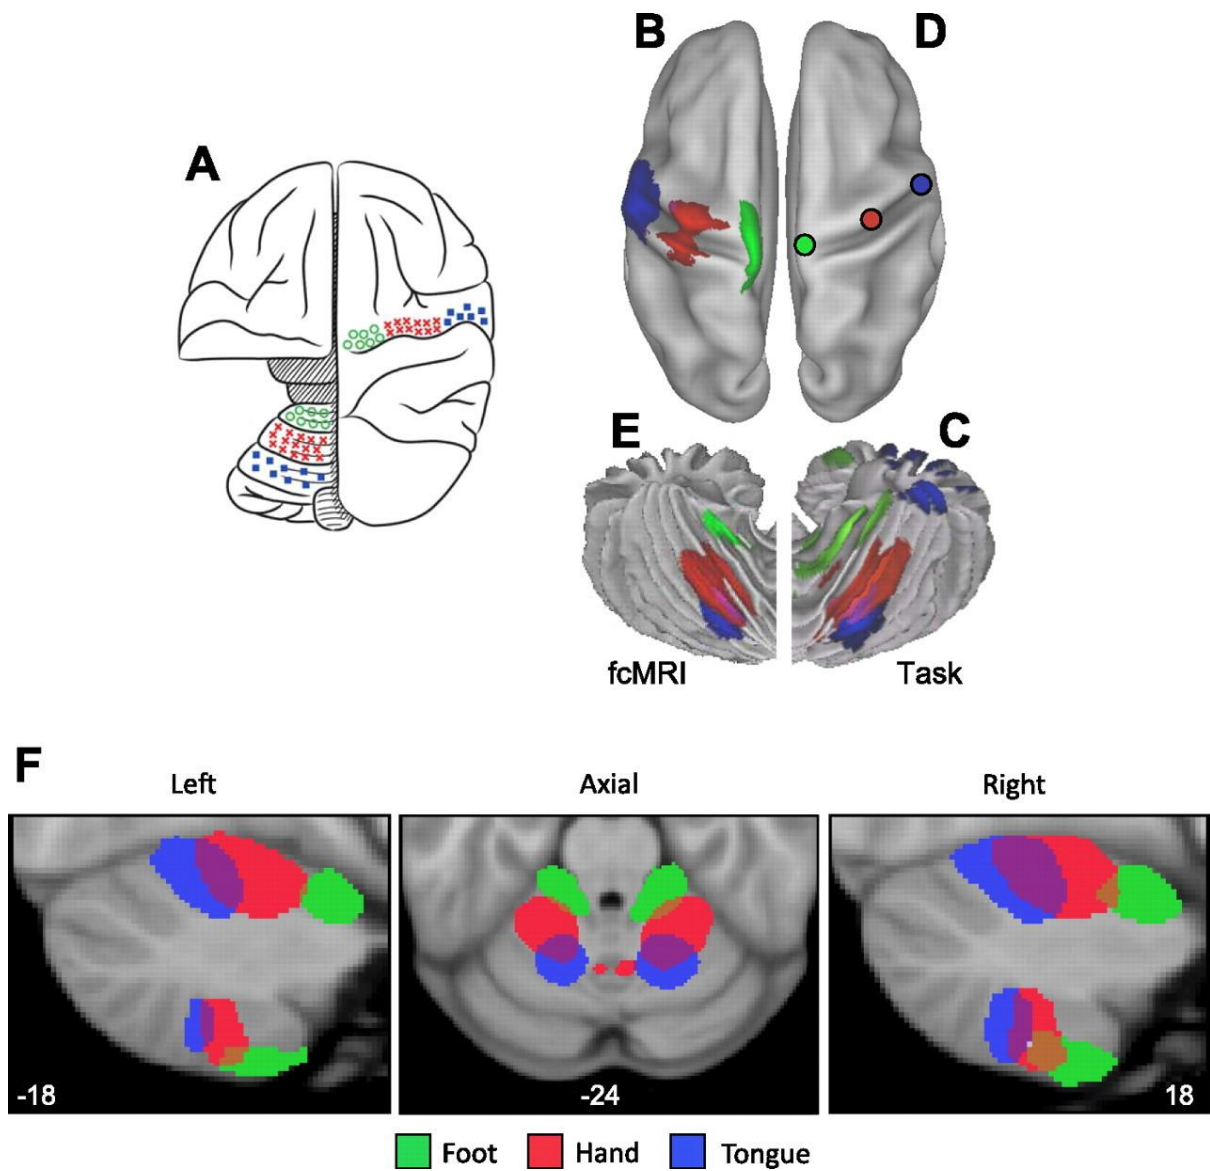 B D
A
E C
fcMRI Task
F
Left Axial Right
-18 -24 18
Foot Hand Tongue